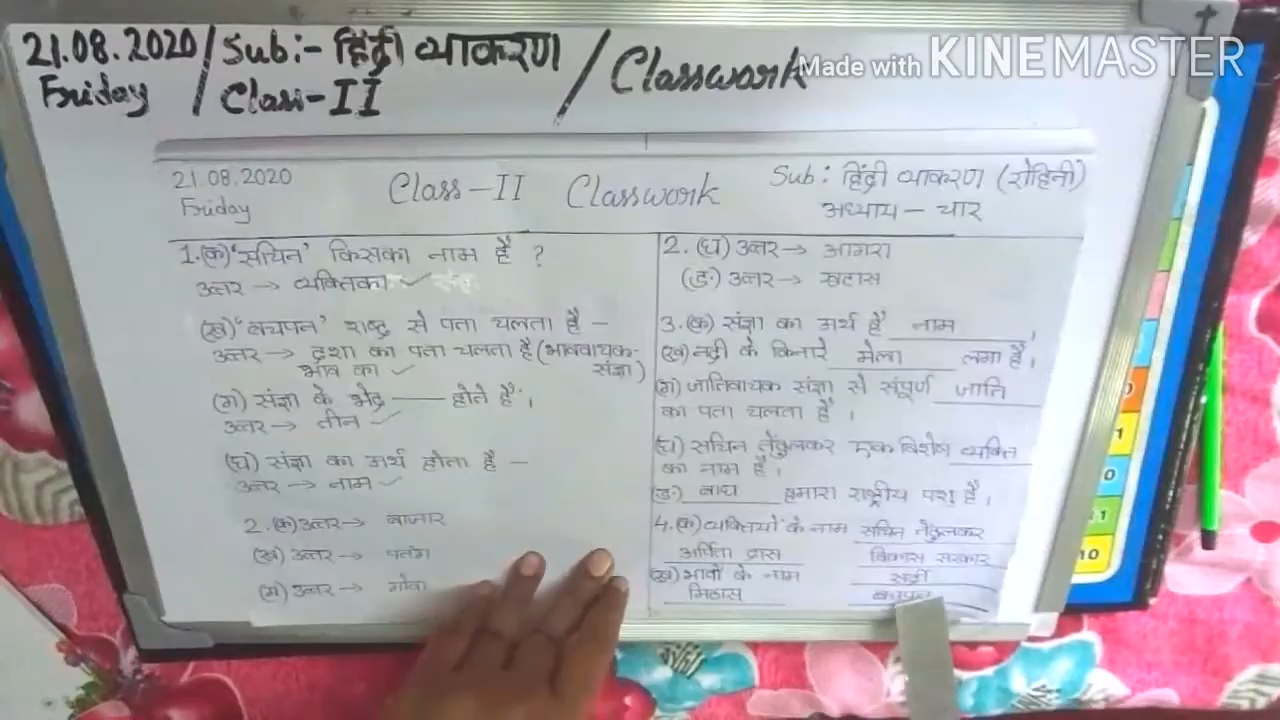 21.08.2020 / Sub:- हिंदी व्याकरण / Classwork
Friday / Class-II
Made with KINEMASTER
21.08.2020
Friday
Class-II Classwork
Sub: हिंदी व्याकरण (रोहिनी)
अध्याय - चार
1.(क) 'सचिन' किसका नाम है ?
उत्तर → व्यक्तिका ✓
(ख) 'बचपन' शब्द से पता चलता है -
उत्तर → दशा का पता चलता है (भाववाचक-
भाव का ✓ संज्ञा)
(ग) संज्ञा के भेद ___ होते हैं।
उत्तर → तीन ✓
(घ) संज्ञा का अर्थ होता है -
उत्तर → नाम ✓
2.(क) उत्तर → बाजार
(ख) उत्तर → पतंग
(ग) उत्तर → गोवा
2. (घ) उत्तर → आगरा
(ङ) उत्तर → खटास
3.(क) संज्ञा का अर्थ है नाम।
(ख) नदी के किनारे मेला लगा है।
(ग) जातिवाचक संज्ञा से संपूर्ण जाति
का पता चलता है।
(घ) सचिन तेंदुलकर एक विशेष व्यक्ति
का नाम है।
(ङ) बाघ हमारा राष्ट्रीय पशु है।
4.(क) व्यक्तियों के नाम सचिन तेंदुलकर
अर्पिता दास विकास सरकार
(ख) भावों के नाम सर्दी
मिठास बचपन